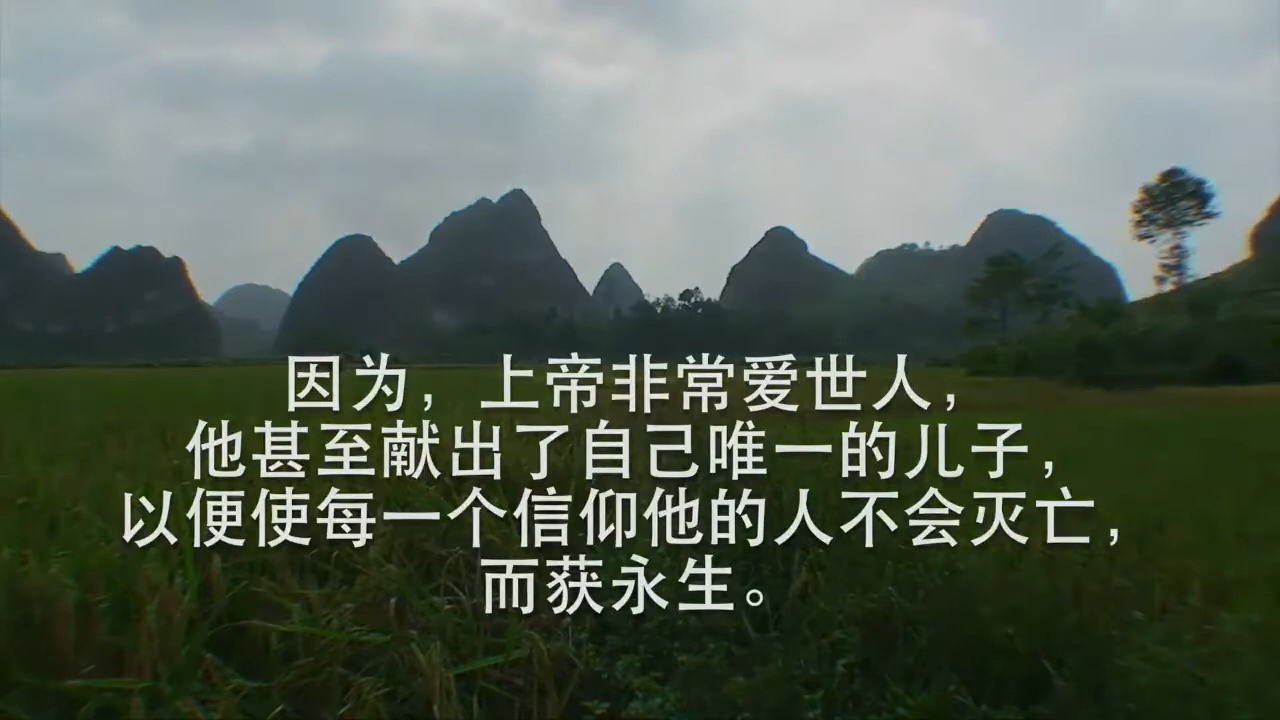 因为，上帝非常爱世人，
他甚至献出了自己唯一的儿子，
以便使每一个信仰他的人不会灭亡，
而获永生。